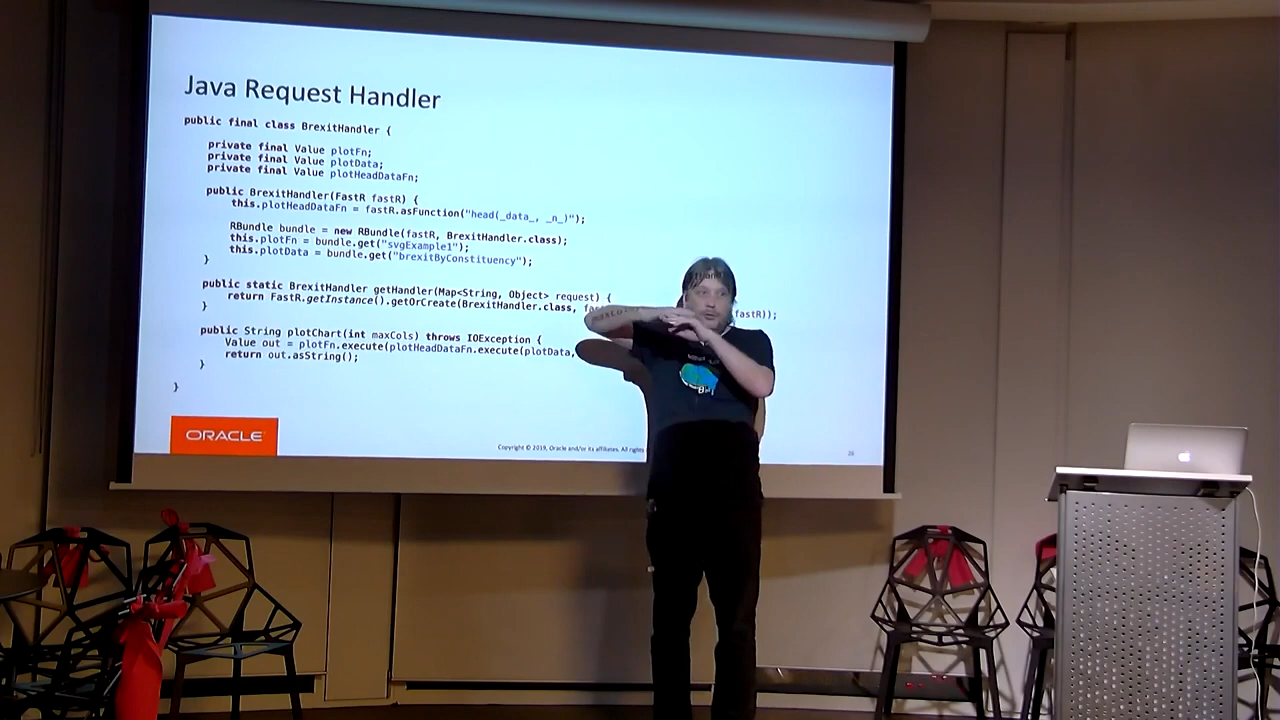 Java Request Handler
public final class BrexitHandler {
private final Value plotFn;
private final Value plotData;
private final Value plotHeadDataFn;
public BrexitHandler(FastR fastR) {
this.plotHeadDataFn = fastR.asFunction("head(_data_, _n_)");
RBundle bundle = new RBundle(fastR, BrexitHandler.class);
this.plotFn = bundle.get("svgExample1");
this.plotData = bundle.get("brexitByConstituency");
}
public static BrexitHandler getHandler(Map<String, Object> request) {
return FastR.getInstance().getOrCreate(BrexitHandler.class, fastR));
}
public String plotChart(int maxCols) throws IOException {
Value out = plotFn.execute(plotHeadDataFn.execute(plotData,
return out.asString();
}
}
ORACLE
Copyright © 2019, Oracle and/or its affiliates. All rights